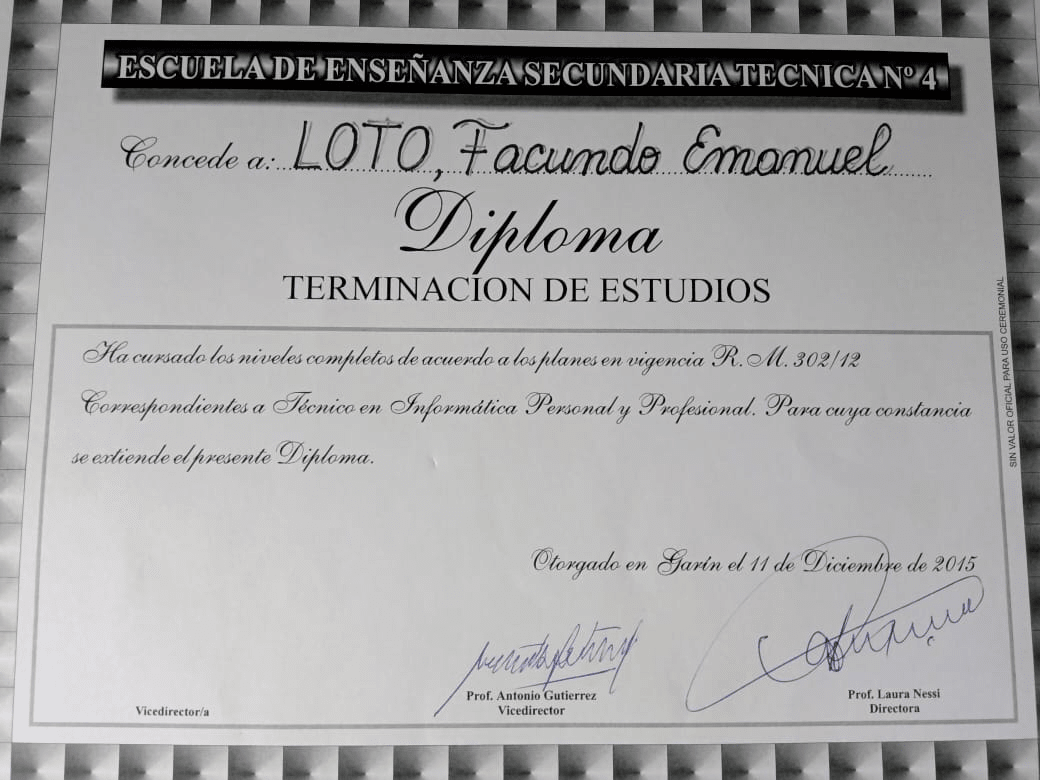 ESCUELA DE ENSEÑANZA SECUNDARIA TECNICA Nº 4
Concede a: LOTO, Facundo Emanuel
Diploma
TERMINACION DE ESTUDIOS
Ha cursado los niveles completos de acuerdo a los planes en vigencia R. M. 302/12
Correspondientes a Técnico en Informática Personal y Profesional. Para cuya constancia
se extiende el presente Diploma.
Otorgado en Garín el 11 de Diciembre de 2015
Vicedirector/a
Prof. Antonio Gutierrez
Vicedirector
Prof. Laura Nessi
Directora
SIN VALOR OFICIAL PARA USO CEREMONIAL